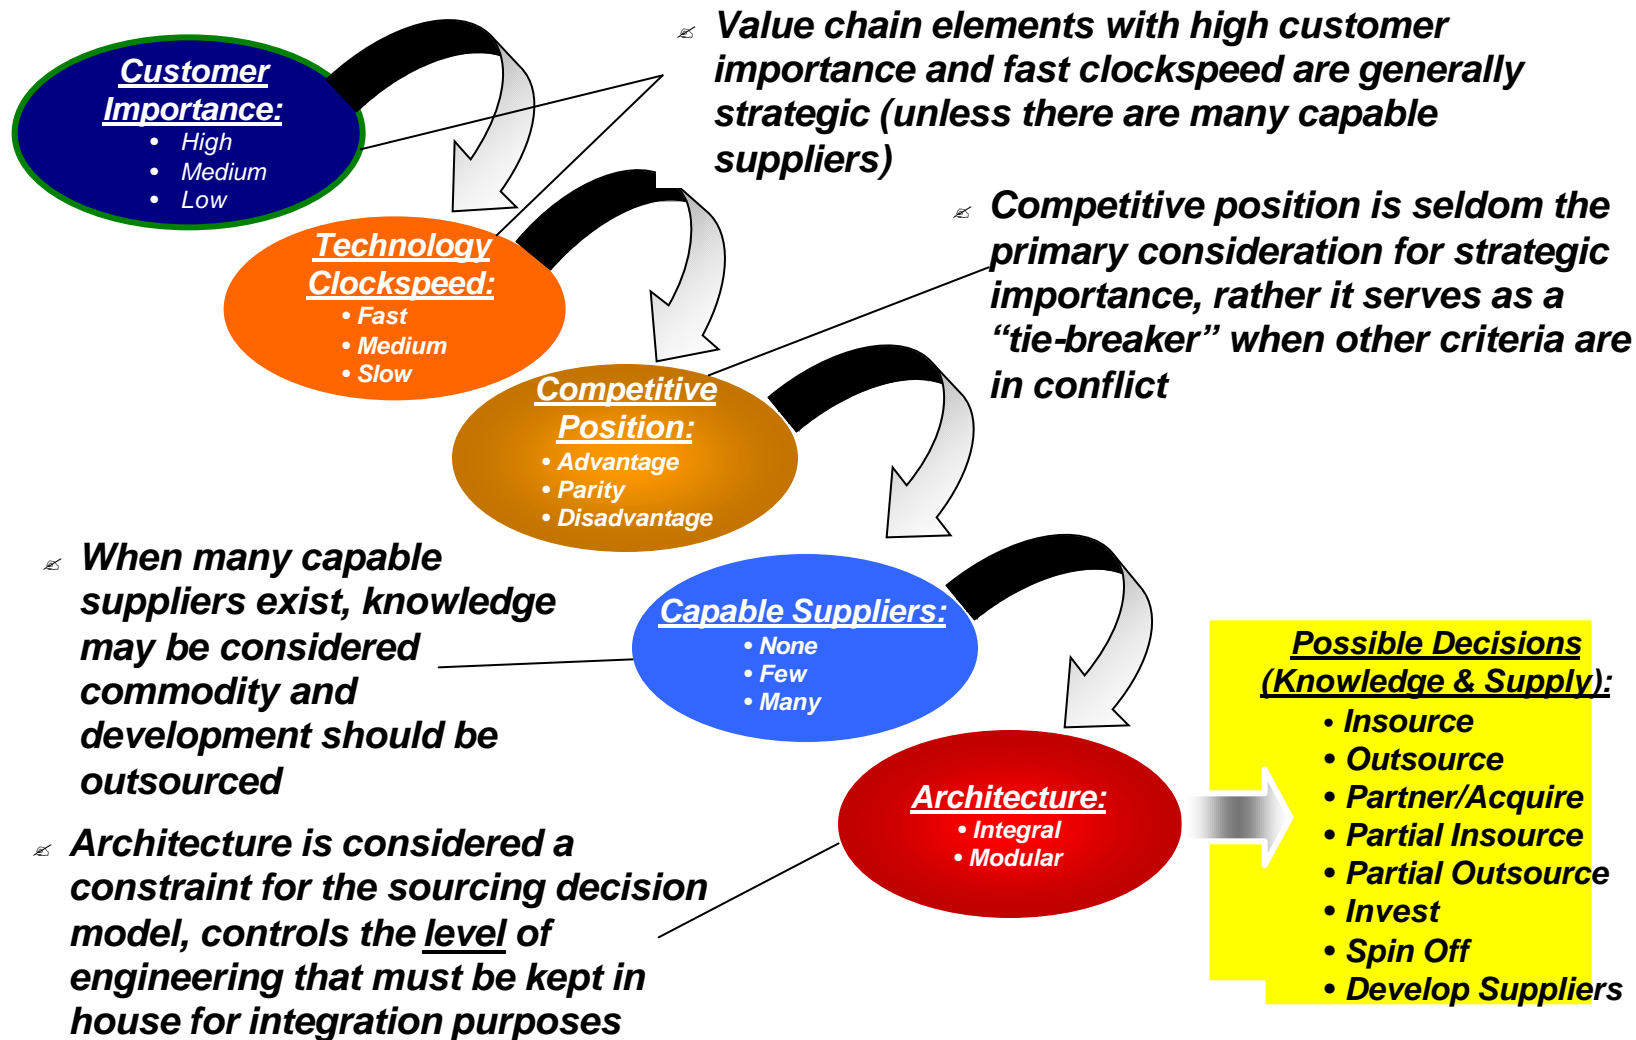 Customer
Importance:
• High
• Medium
• Low
Value chain elements with high customer
importance and fast clockspeed are generally
strategic (unless there are many capable
suppliers)
Technology
Clockspeed:
• Fast
• Medium
• Slow
Competitive position is seldom the
primary consideration for strategic
importance, rather it serves as a
“tie-breaker” when other criteria are
in conflict
Competitive
Position:
• Advantage
• Parity
• Disadvantage
When many capable
suppliers exist, knowledge
may be considered
commodity and
development should be
outsourced
Capable Suppliers:
• None
• Few
• Many
Architecture is considered a
constraint for the sourcing decision
model, controls the level of
engineering that must be kept in
house for integration purposes
Architecture:
• Integral
• Modular
Possible Decisions
(Knowledge & Supply):
• Insource
• Outsource
• Partner/Acquire
• Partial Insource
• Partial Outsource
• Invest
• Spin Off
• Develop Suppliers